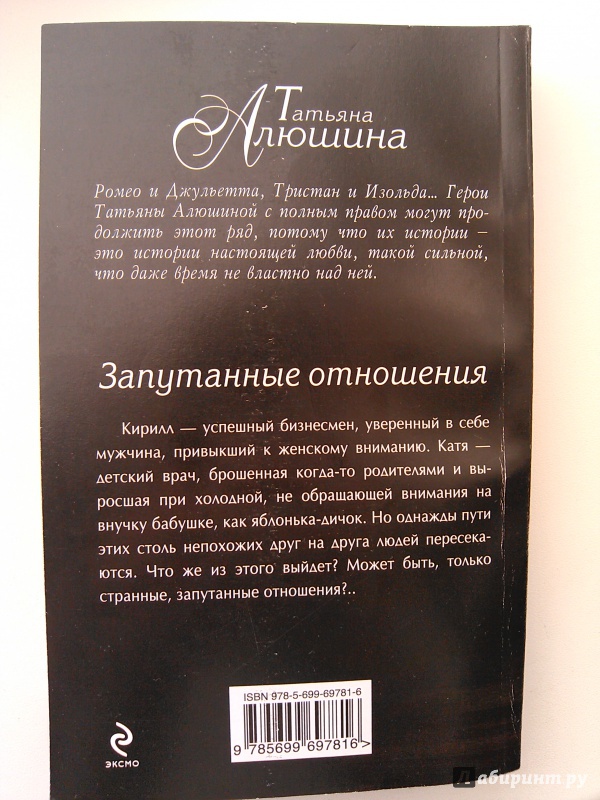 Татьяна
Алюшина
Ромео и Джульетта, Тристан и Изольда... Герои
Татьяны Алюшиной с полным правом могут про-
должить этот ряд, потому что их истории –
это истории настоящей любви, такой сильной,
что даже время не властно над ней.
Запутанные отношения
Кирилл — успешный бизнесмен, уверенный в себе
мужчина, привыкший к женскому вниманию. Катя —
детский врач, брошенная когда-то родителями и вы-
росшая при холодной, не обращающей внимания на
внучку бабушке, как яблонька-дичок. Но однажды пути
этих столь непохожих друг на друга людей пересека-
ются. Что же из этого выйдет? Может быть, только
странные, запутанные отношения?..
ISBN 978-5-699-69781-6
9 785699 697816 >
ЭКСМО
Лабиринт.ру